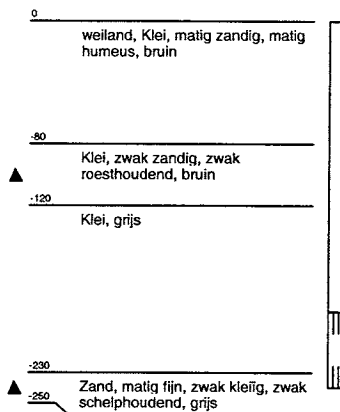 0
weiland, Klei, matig zandig, matig
humeus, bruin
-80
Klei, zwak zandig, zwak
roesthoudend, bruin
-120
Klei, grijs
-230
Zand, matig fijn, zwak kleiïg, zwak
schelphoudend, grijs
-250